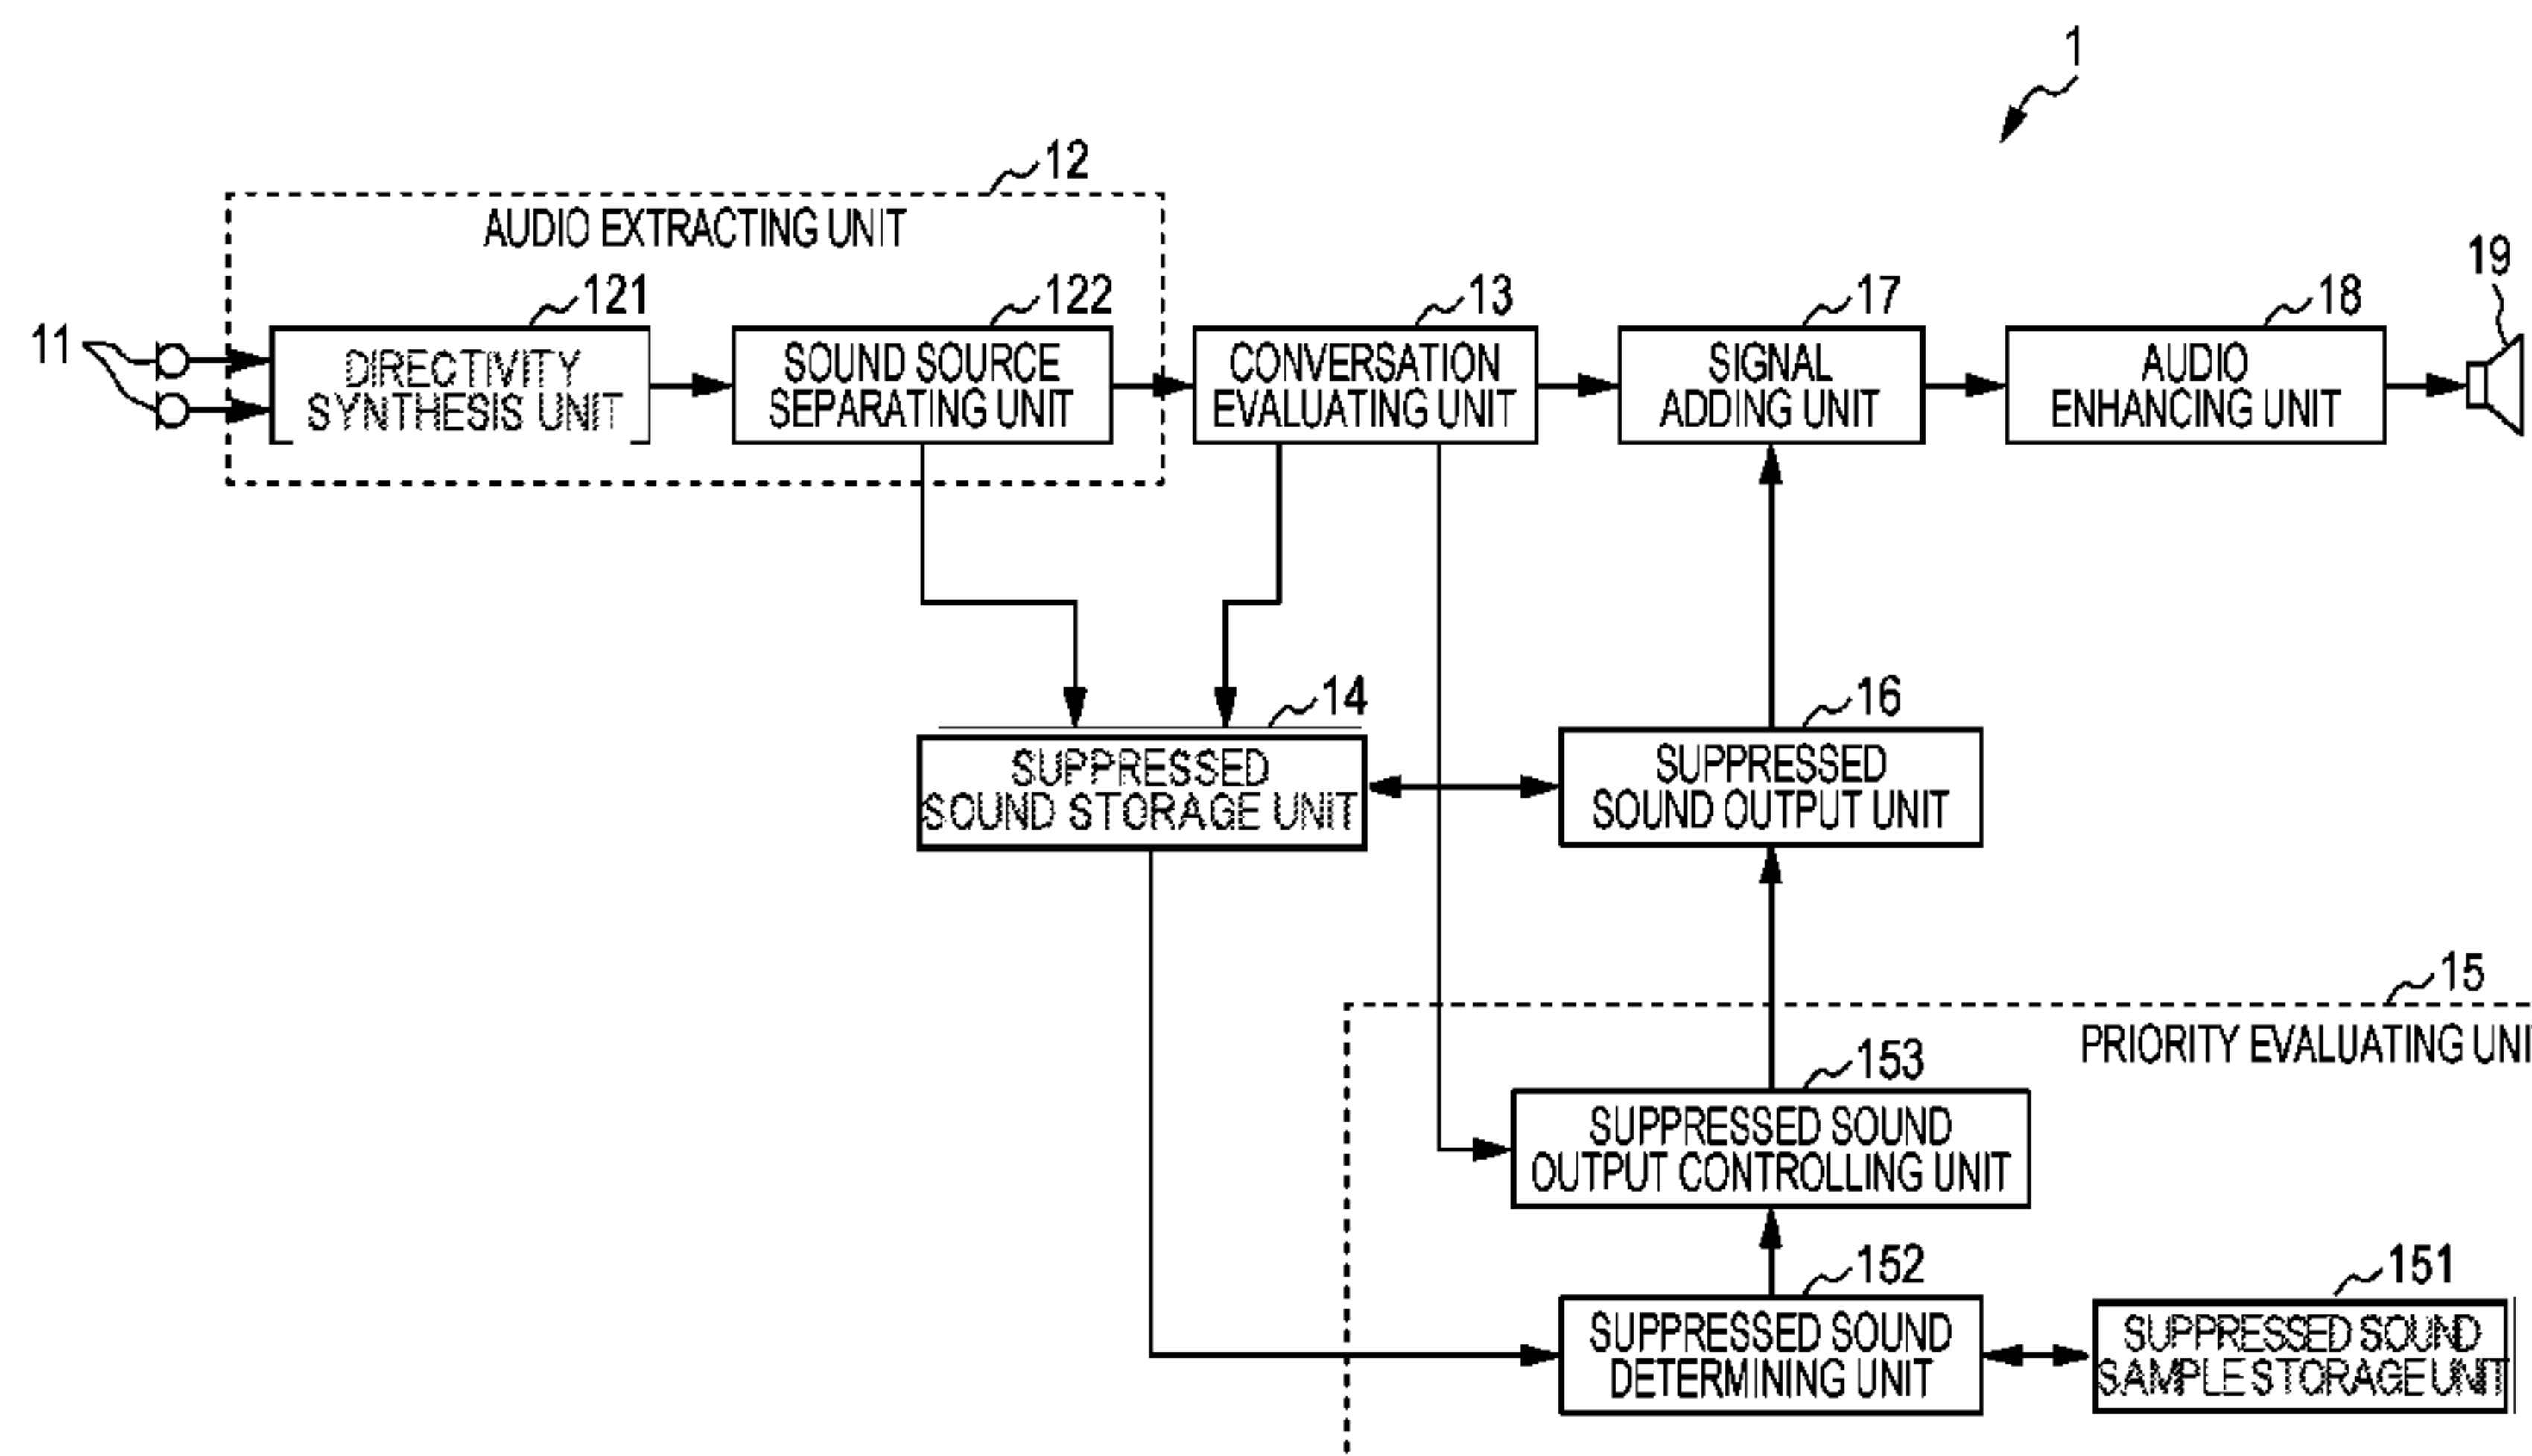 1
12
AUDIO EXTRACTING UNIT
19
121
122
13
17
18
11
DIRECTIVITY
SYNTHESIS UNIT
SOUND SOURCE
SEPARATING UNIT
CONVERSATION
EVALUATING UNIT
SIGNAL
ADDING UNIT
AUDIO
ENHANCING UNIT
14
16
SUPPRESSED
SOUND STORAGE UNIT
SUPPRESSED
SOUND OUTPUT UNIT
15
PRIORITY EVALUATING UNI
153
SUPPRESSED SOUND
OUTPUT CONTROLLING UNIT
152
151
SUPPRESSED SOUND
DETERMINING UNIT
SUPPRESSED SOUND
SAMPLE STORAGE UNIT